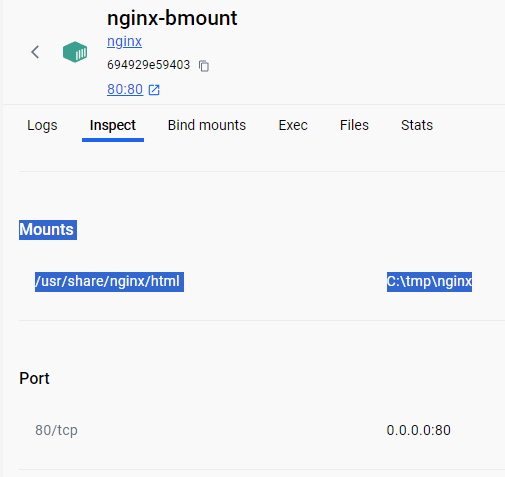 nginx-bmount
nginx
694929e59403
80:80
Logs Inspect Bind mounts Exec Files Stats
Mounts
/usr/share/nginx/html C:\tmp\nginx
Port
80/tcp 0.0.0.0:80